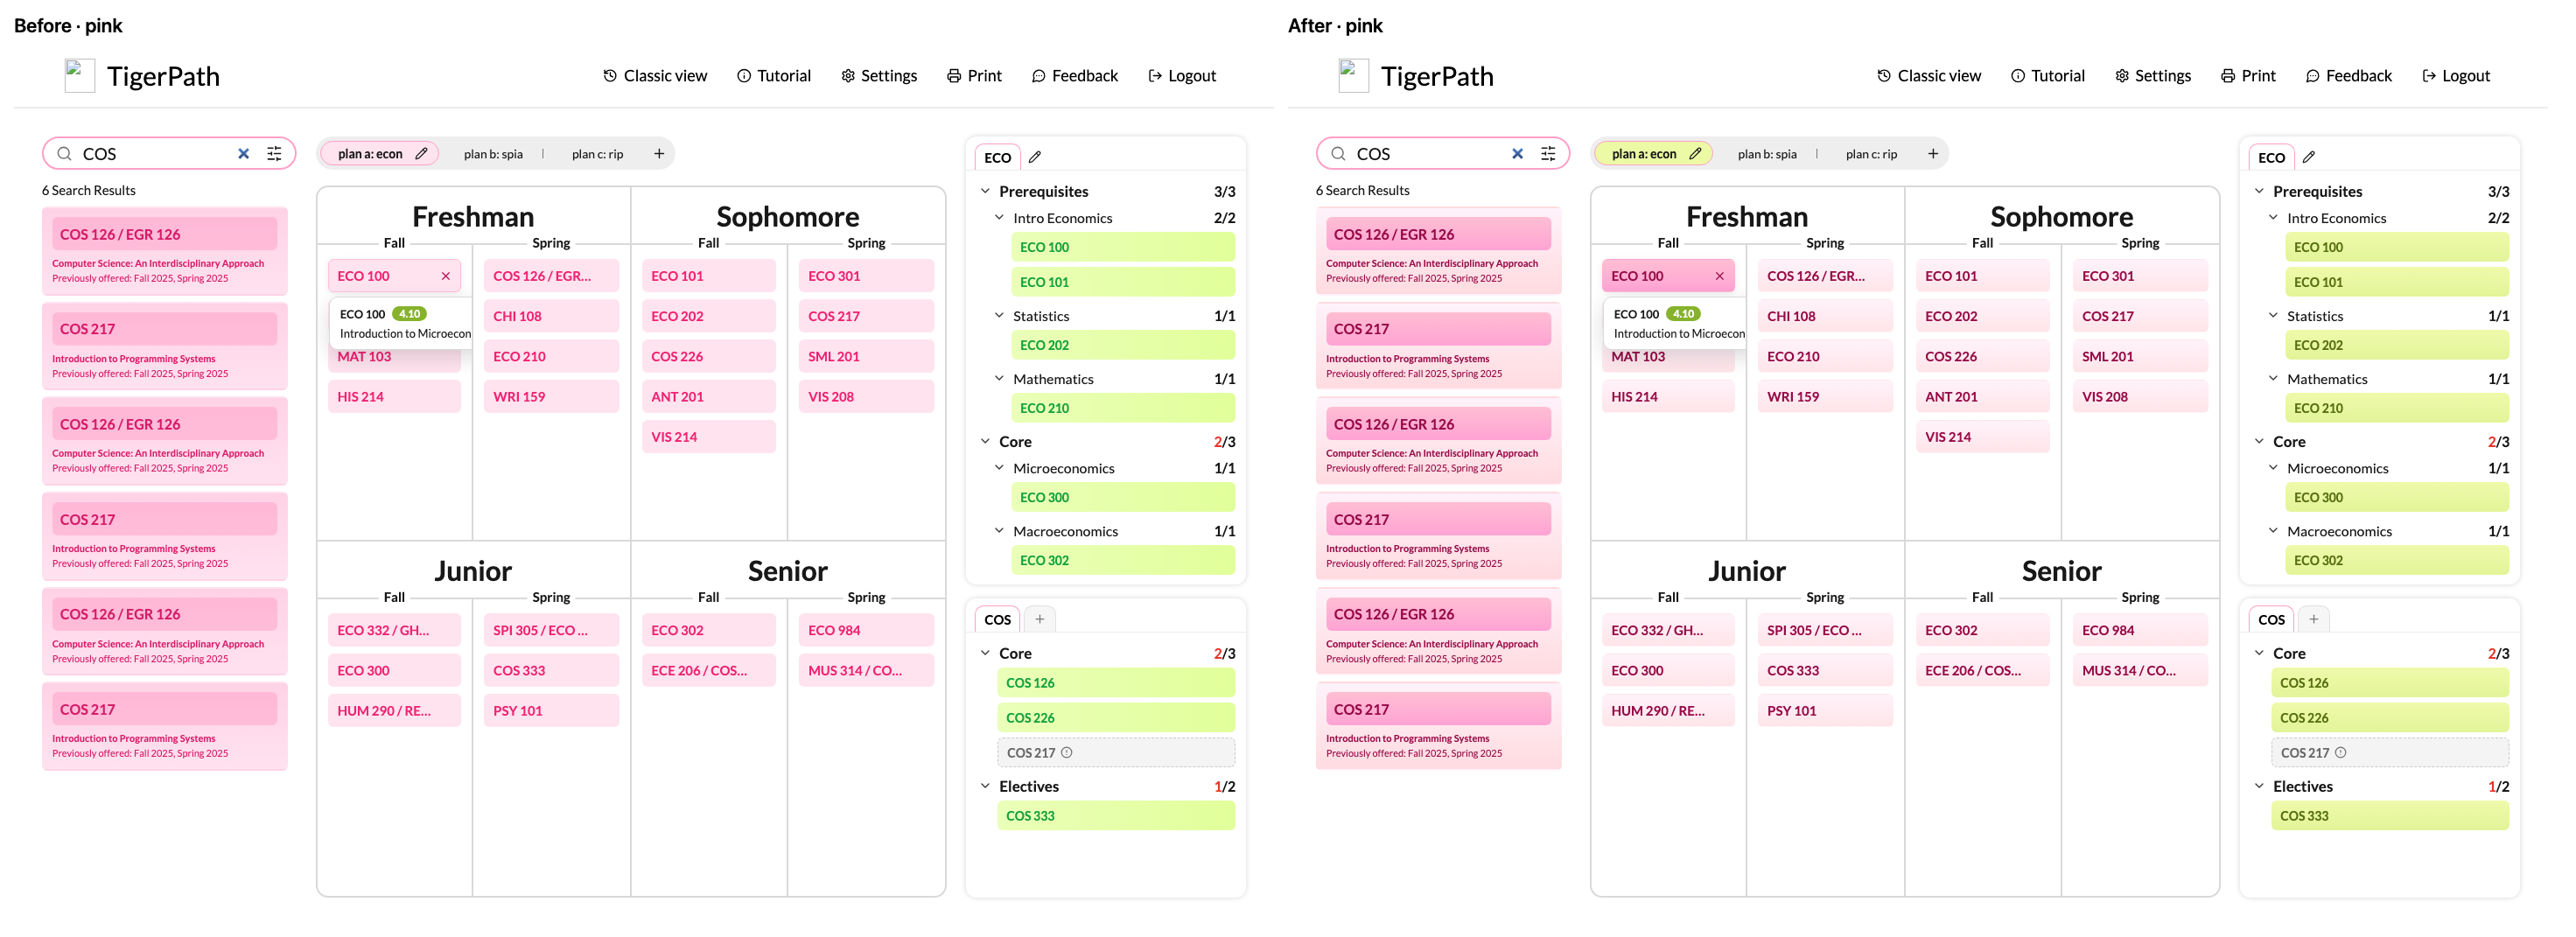 Before · pink
TigerPath
Classic view
Tutorial
Settings
Print
Feedback
Logout
COS
6 Search Results
COS 126 / EGR 126
Computer Science: An Interdisciplinary Approach
Previously offered: Fall 2025, Spring 2025
COS 217
Introduction to Programming Systems
Previously offered: Fall 2025, Spring 2025
COS 126 / EGR 126
Computer Science: An Interdisciplinary Approach
Previously offered: Fall 2025, Spring 2025
COS 217
Introduction to Programming Systems
Previously offered: Fall 2025, Spring 2025
COS 126 / EGR 126
Computer Science: An Interdisciplinary Approach
Previously offered: Fall 2025, Spring 2025
COS 217
Introduction to Programming Systems
Previously offered: Fall 2025, Spring 2025
plan a: econ
plan b: spia
plan c: rip
Freshman
Fall
ECO 100
ECO 100 4.10
Introduction to Microecon
MAT 103
HIS 214
Spring
COS 126 / EGR...
CHI 108
ECO 210
WRI 159
Sophomore
Fall
ECO 101
ECO 202
COS 226
ANT 201
VIS 214
Spring
ECO 301
COS 217
SML 201
VIS 208
Junior
Fall
ECO 332 / GH...
ECO 300
HUM 290 / RE...
Spring
SPI 305 / ECO ...
COS 333
PSY 101
Senior
Fall
ECO 302
ECE 206 / COS...
Spring
ECO 984
MUS 314 / CO...
ECO
Prerequisites 3/3
Intro Economics 2/2
ECO 100
ECO 101
Statistics 1/1
ECO 202
Mathematics 1/1
ECO 210
Core 2/3
Microeconomics 1/1
ECO 300
Macroeconomics 1/1
ECO 302
COS
Core 2/3
COS 126
COS 226
COS 217
Electives 1/2
COS 333
After · pink
TigerPath
Classic view
Tutorial
Settings
Print
Feedback
Logout
COS
6 Search Results
COS 126 / EGR 126
Computer Science: An Interdisciplinary Approach
Previously offered: Fall 2025, Spring 2025
COS 217
Introduction to Programming Systems
Previously offered: Fall 2025, Spring 2025
COS 126 / EGR 126
Computer Science: An Interdisciplinary Approach
Previously offered: Fall 2025, Spring 2025
COS 217
Introduction to Programming Systems
Previously offered: Fall 2025, Spring 2025
COS 126 / EGR 126
Computer Science: An Interdisciplinary Approach
Previously offered: Fall 2025, Spring 2025
COS 217
Introduction to Programming Systems
Previously offered: Fall 2025, Spring 2025
plan a: econ
plan b: spia
plan c: rip
Freshman
Fall
ECO 100
ECO 100 4.10
Introduction to Microecon
MAT 103
HIS 214
Spring
COS 126 / EGR...
CHI 108
ECO 210
WRI 159
Sophomore
Fall
ECO 101
ECO 202
COS 226
ANT 201
VIS 214
Spring
ECO 301
COS 217
SML 201
VIS 208
Junior
Fall
ECO 332 / GH...
ECO 300
HUM 290 / RE...
Spring
SPI 305 / ECO ...
COS 333
PSY 101
Senior
Fall
ECO 302
ECE 206 / COS...
Spring
ECO 984
MUS 314 / CO...
ECO
Prerequisites 3/3
Intro Economics 2/2
ECO 100
ECO 101
Statistics 1/1
ECO 202
Mathematics 1/1
ECO 210
Core 2/3
Microeconomics 1/1
ECO 300
Macroeconomics 1/1
ECO 302
COS
Core 2/3
COS 126
COS 226
COS 217
Electives 1/2
COS 333